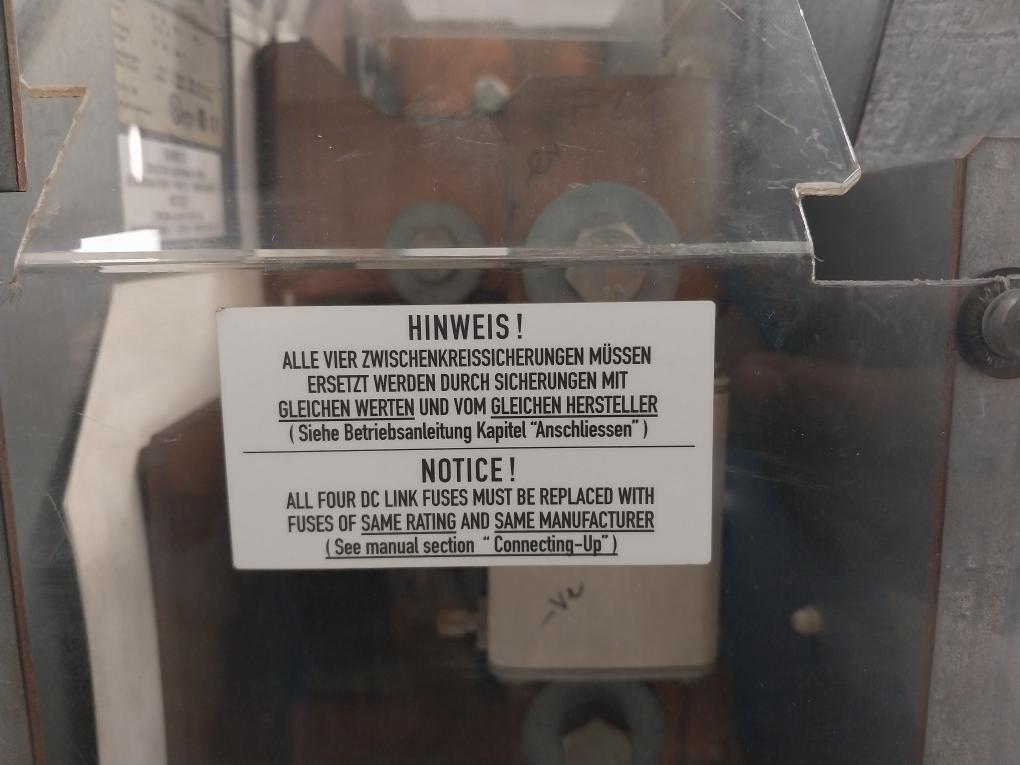 HINWEIS!
ALLE VIER ZWISCHENKREISSICHERUNGEN MÜSSEN
ERSETZT WERDEN DURCH SICHERUNGEN MIT
GLEICHEN WERTEN UND VOM GLEICHEN HERSTELLER
( Siehe Betriebsanleitung Kapitel "Anschliessen" )
NOTICE!
ALL FOUR DC LINK FUSES MUST BE REPLACED WITH
FUSES OF SAME RATING AND SAME MANUFACTURER
( See manual section " Connecting-Up" )
-Ve